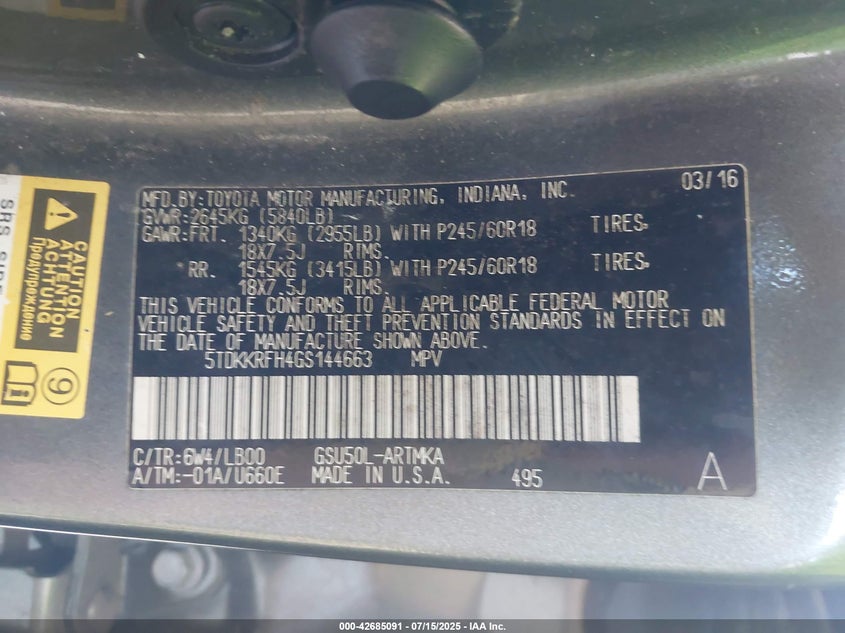 MFD.BY:TOYOTA MOTOR MANUFACTURING, INDIANA, INC. 03/16
GVWR:2645KG (5840LB)
GAWR:FRT. 1340KG (2955LB) WITH P245/60R18 TIRES,
18X7.5J RIMS.
RR. 1545KG (3415LB) WITH P245/60R18 TIRES,
18X7.5J RIMS.
THIS VEHICLE CONFORMS TO ALL APPLICABLE FEDERAL MOTOR
VEHICLE SAFETY AND THEFT PREVENTION STANDARDS IN EFFECT ON
THE DATE OF MANUFACTURE SHOWN ABOVE.
5TDKKRFH4GS144663 MPV
C/TR:6W4/LB00 GSU50L-ARTMKA
A/TM:-01A/U660E MADE IN U.S.A. 495 A
CAUTION
ATTENTION
ACHTUNG
Предупреждение
9
SRS SIDE
000-42685091 - 07/15/2025 - IAA Inc.